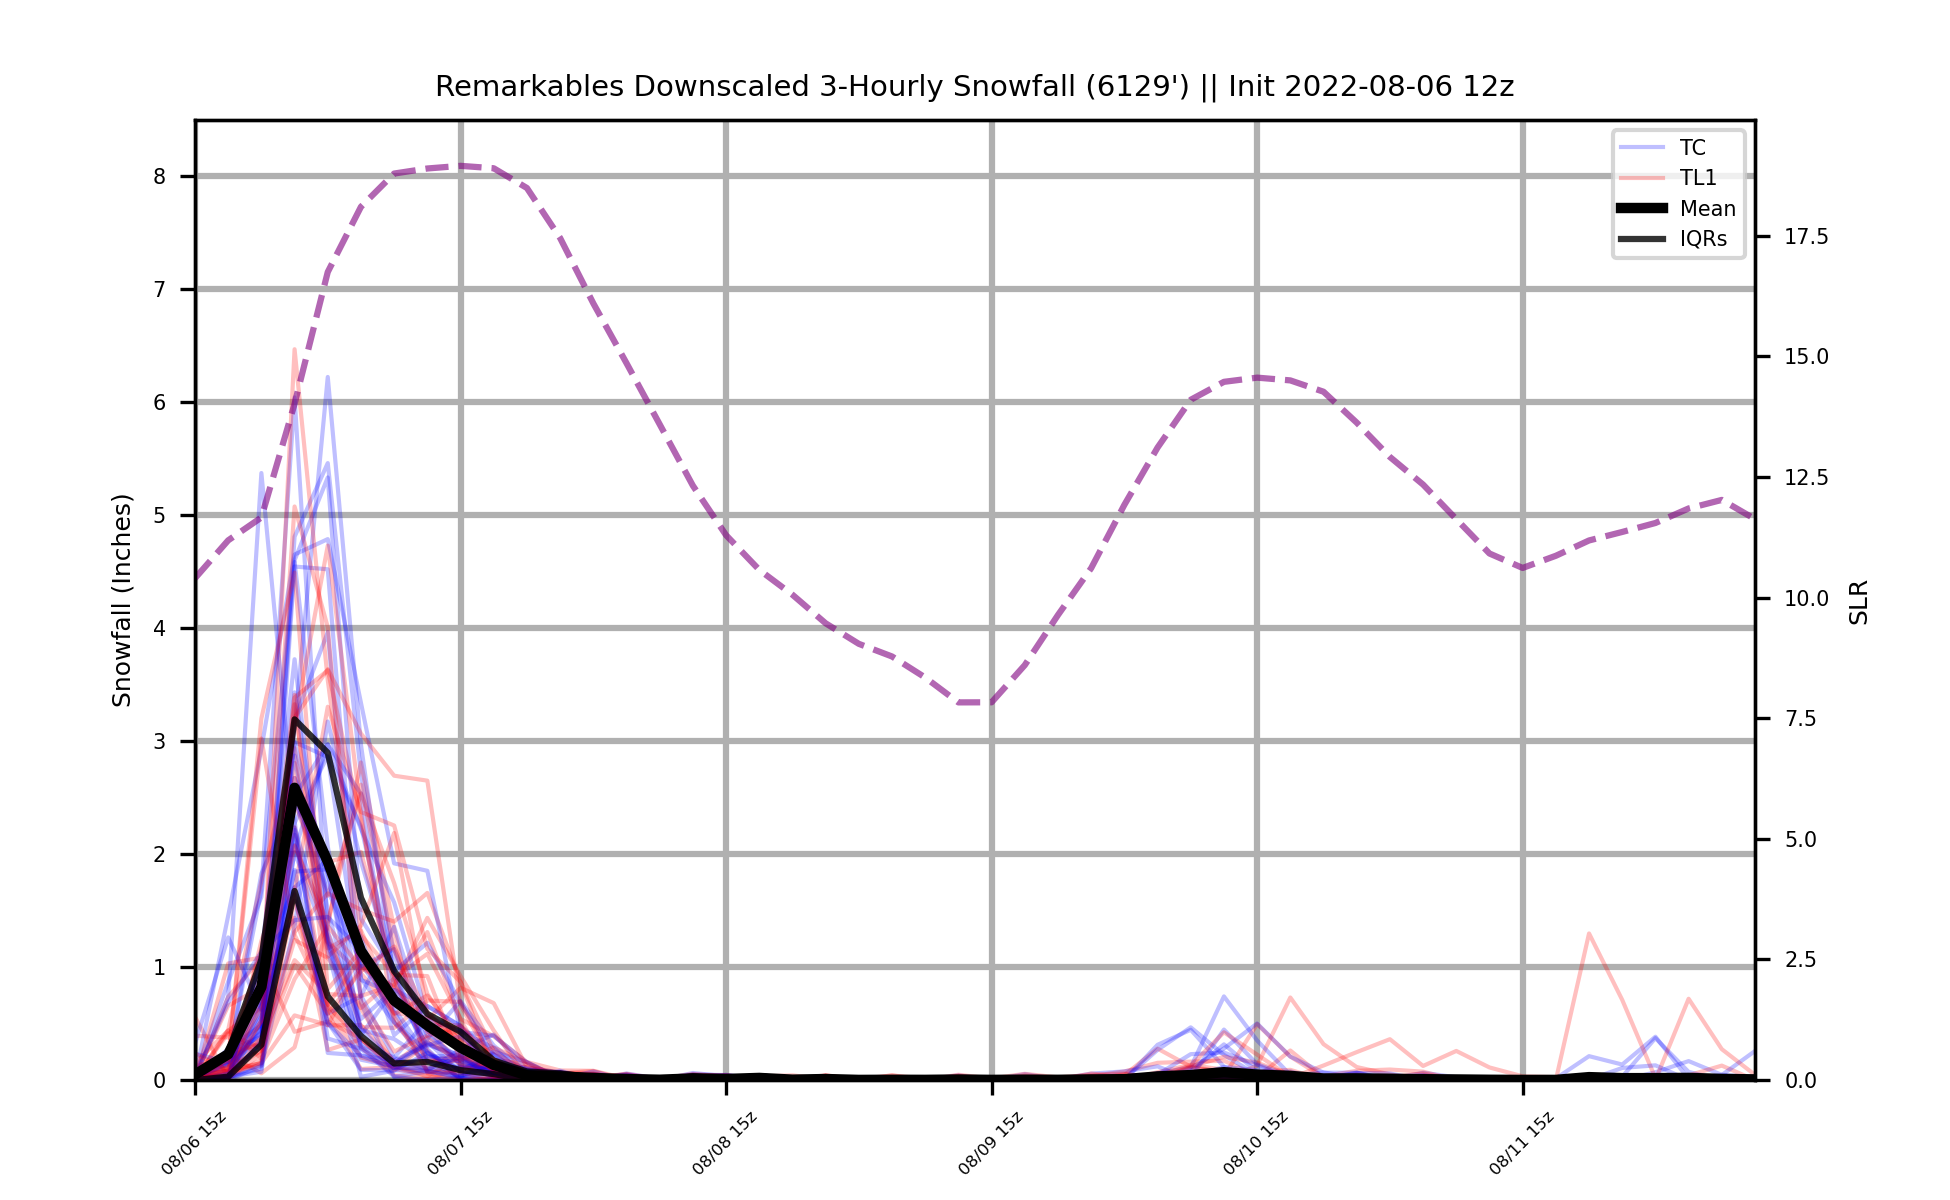 Remarkables Downscaled 3-Hourly Snowfall (6129') || Init 2022-08-06 12z
TC
TL1
Mean
IQRs
Snowfall (Inches)
8
7
6
5
4
3
2
1
0
17.5
15.0
12.5
10.0
7.5
5.0
2.5
0.0
SLR
08/06 15z
08/07 15z
08/08 15z
08/09 15z
08/10 15z
08/11 15z